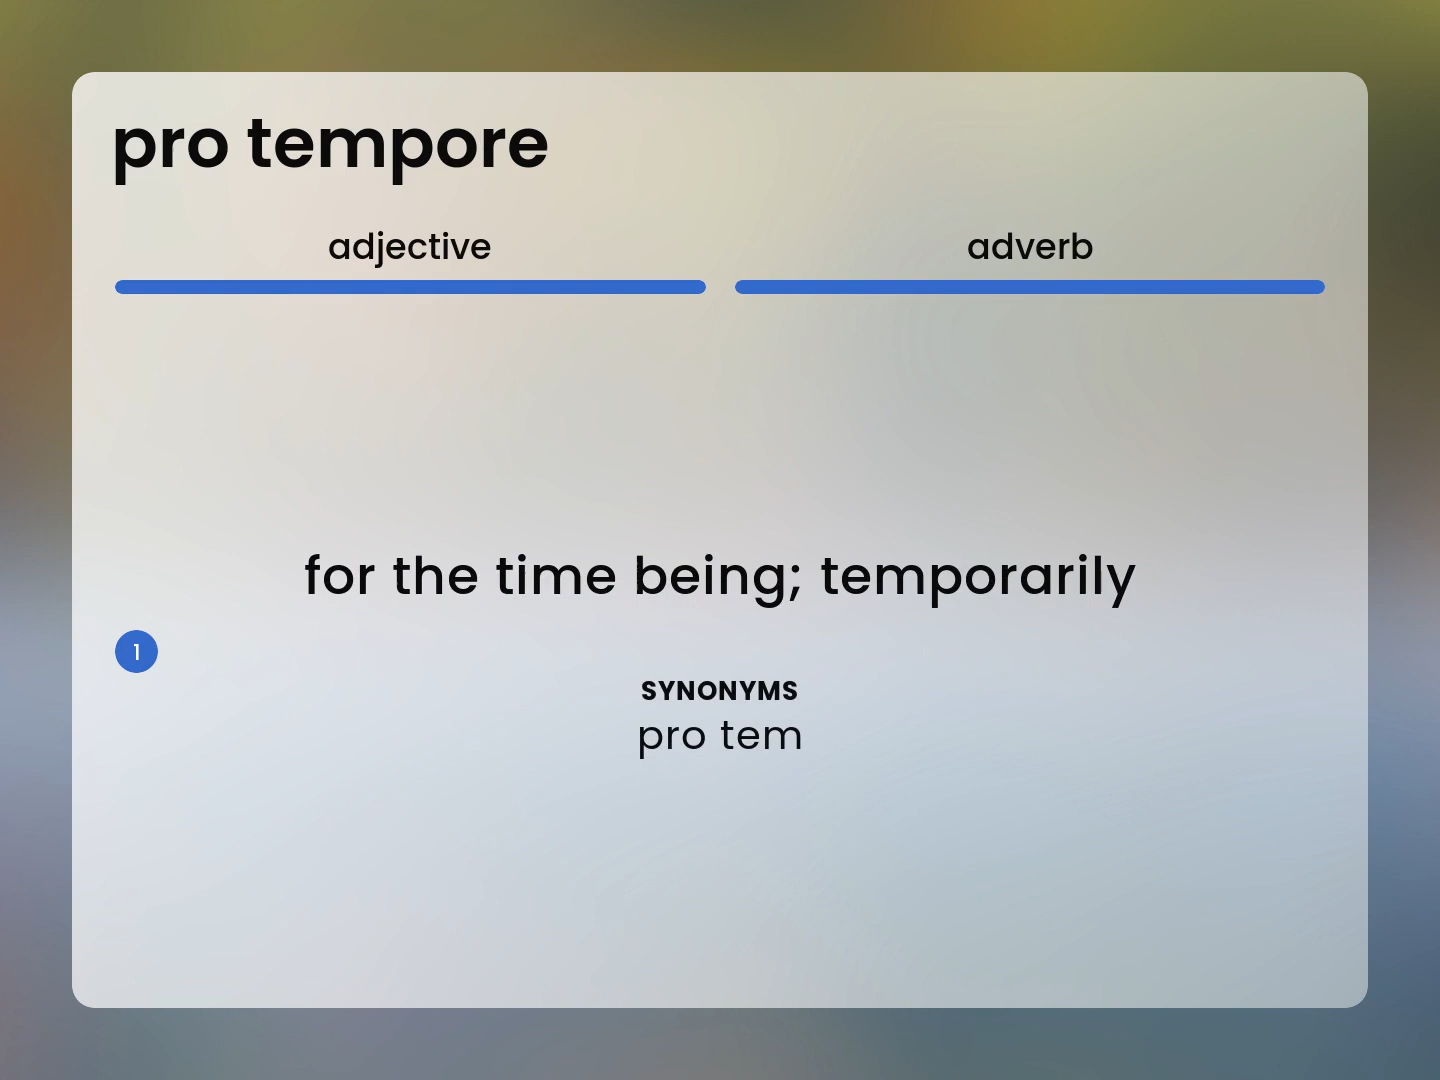 pro tempore
adjective
adverb
for the time being; temporarily
1
SYNONYMS
pro tem